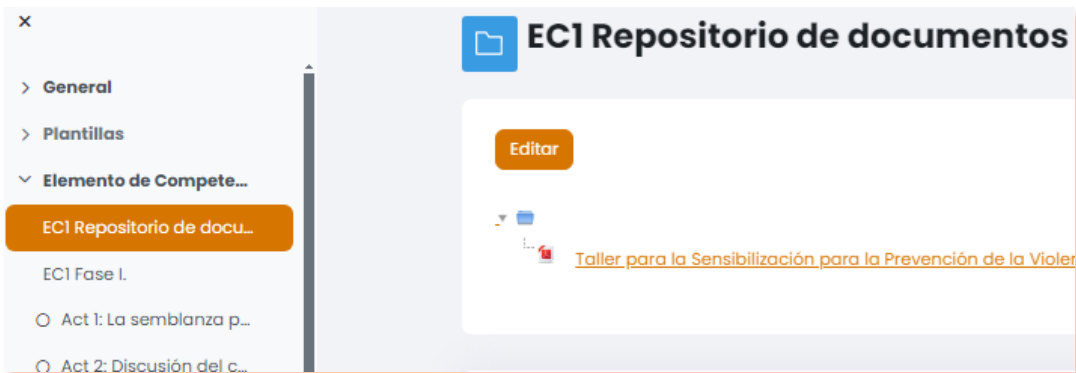 EC1 Repositorio de documentos
General
Plantillas
Elemento de Compete...
EC1 Repositorio de docu...
EC1 Fase I.
Act 1: La semblanza p...
Act 2: Discusión del c...
Editar
Taller para la Sensibilización para la Prevención de la Violer